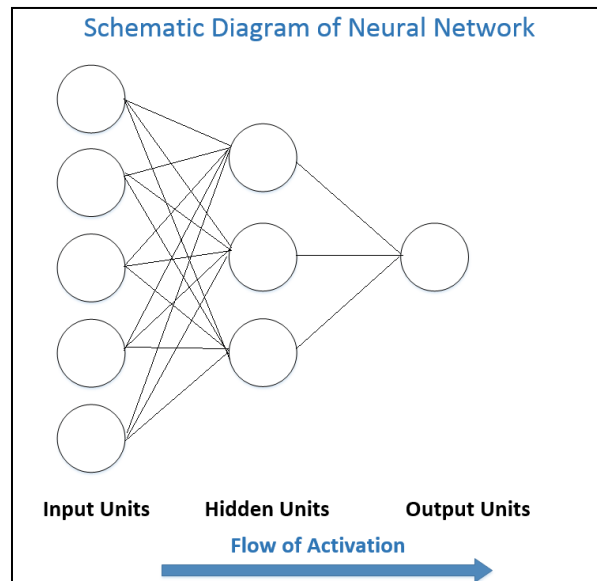 Schematic Diagram of Neural Network
Input Units Hidden Units Output Units
Flow of Activation